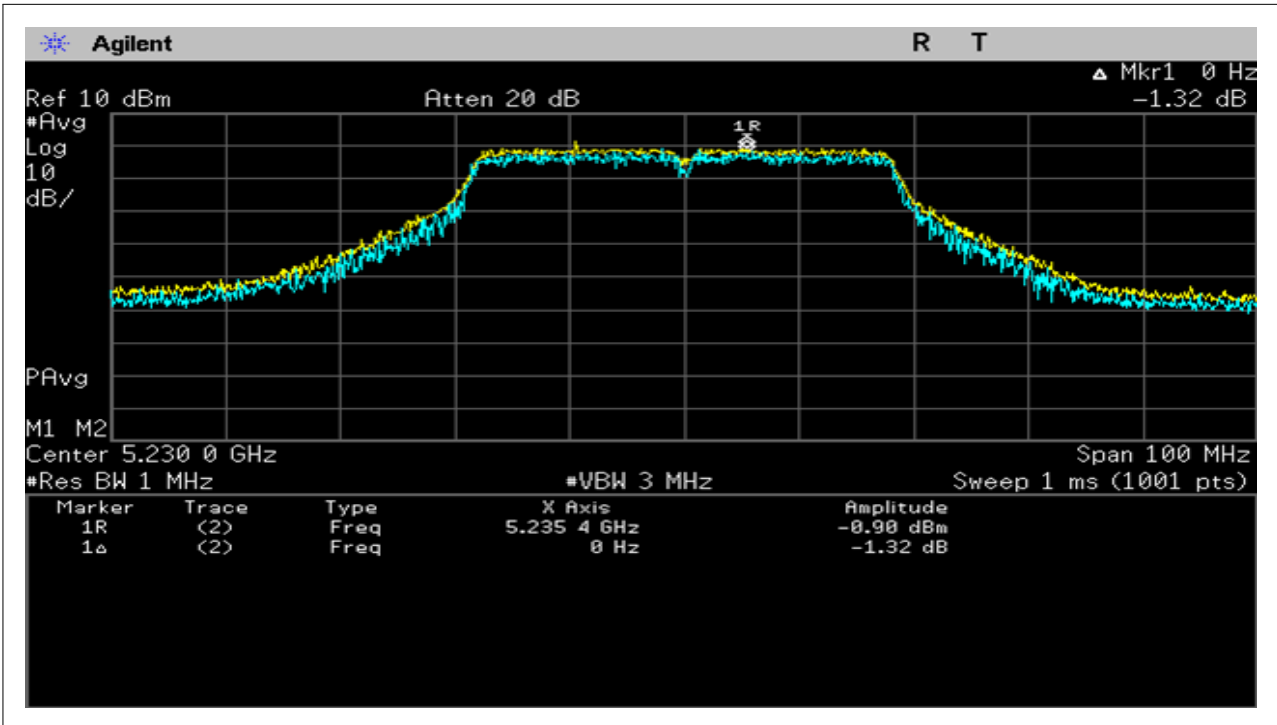 Agilent R T
Δ Mkr1 0 Hz
Ref 10 dBm Atten 20 dB -1.32 dB
#Avg
Log
10
dB/
1R
PAvg
M1 M2
Center 5.230 0 GHz Span 100 MHz
#Res BW 1 MHz #VBW 3 MHz Sweep 1 ms (1001 pts)
Marker Trace Type X Axis Amplitude
1R (2) Freq 5.235 4 GHz -0.90 dBm
1Δ (2) Freq 0 Hz -1.32 dB